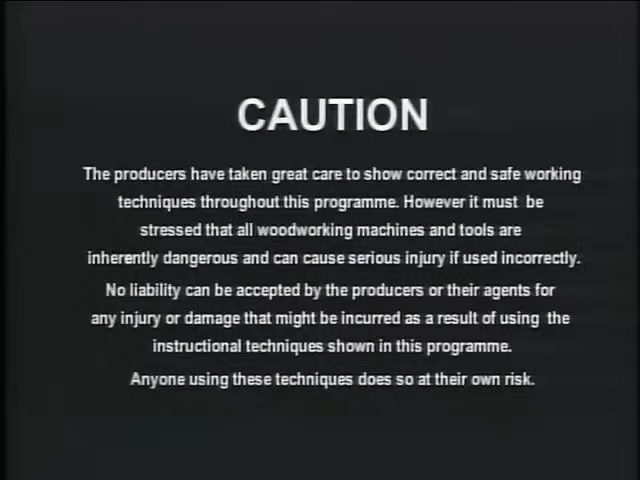 CAUTION
The producers have taken great care to show correct and safe working
techniques throughout this programme. However it must be
stressed that all woodworking machines and tools are
inherently dangerous and can cause serious injury if used incorrectly.
No liability can be accepted by the producers or their agents for
any injury or damage that might be incurred as a result of using the
instructional techniques shown in this programme.
Anyone using these techniques does so at their own risk.